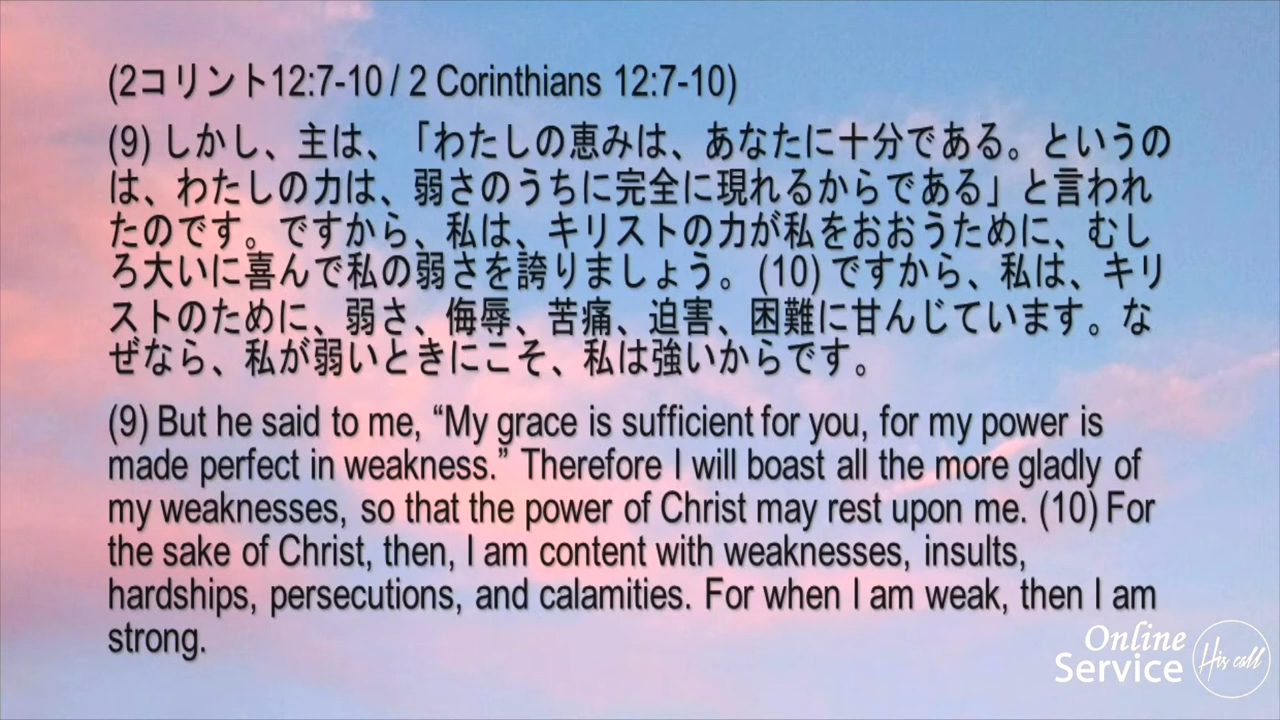 (2コリント12:7-10 / 2 Corinthians 12:7-10)
(9) しかし、主は、「わたしの恵みは、あなたに十分である。というの
は、わたしの力は、弱さのうちに完全に現れるからである」と言われ
たのです。ですから、私は、キリストの力が私をおおうために、むし
ろ大いに喜んで私の弱さを誇りましょう。(10) ですから、私は、キリ
ストのために、弱さ、侮辱、苦痛、迫害、困難に甘んじています。な
ぜなら、私が弱いときにこそ、私は強いからです。
(9) But he said to me, “My grace is sufficient for you, for my power is
made perfect in weakness.” Therefore I will boast all the more gladly of
my weaknesses, so that the power of Christ may rest upon me. (10) For
the sake of Christ, then, I am content with weaknesses, insults,
hardships, persecutions, and calamities. For when I am weak, then I am
strong.
Online
Service
His call